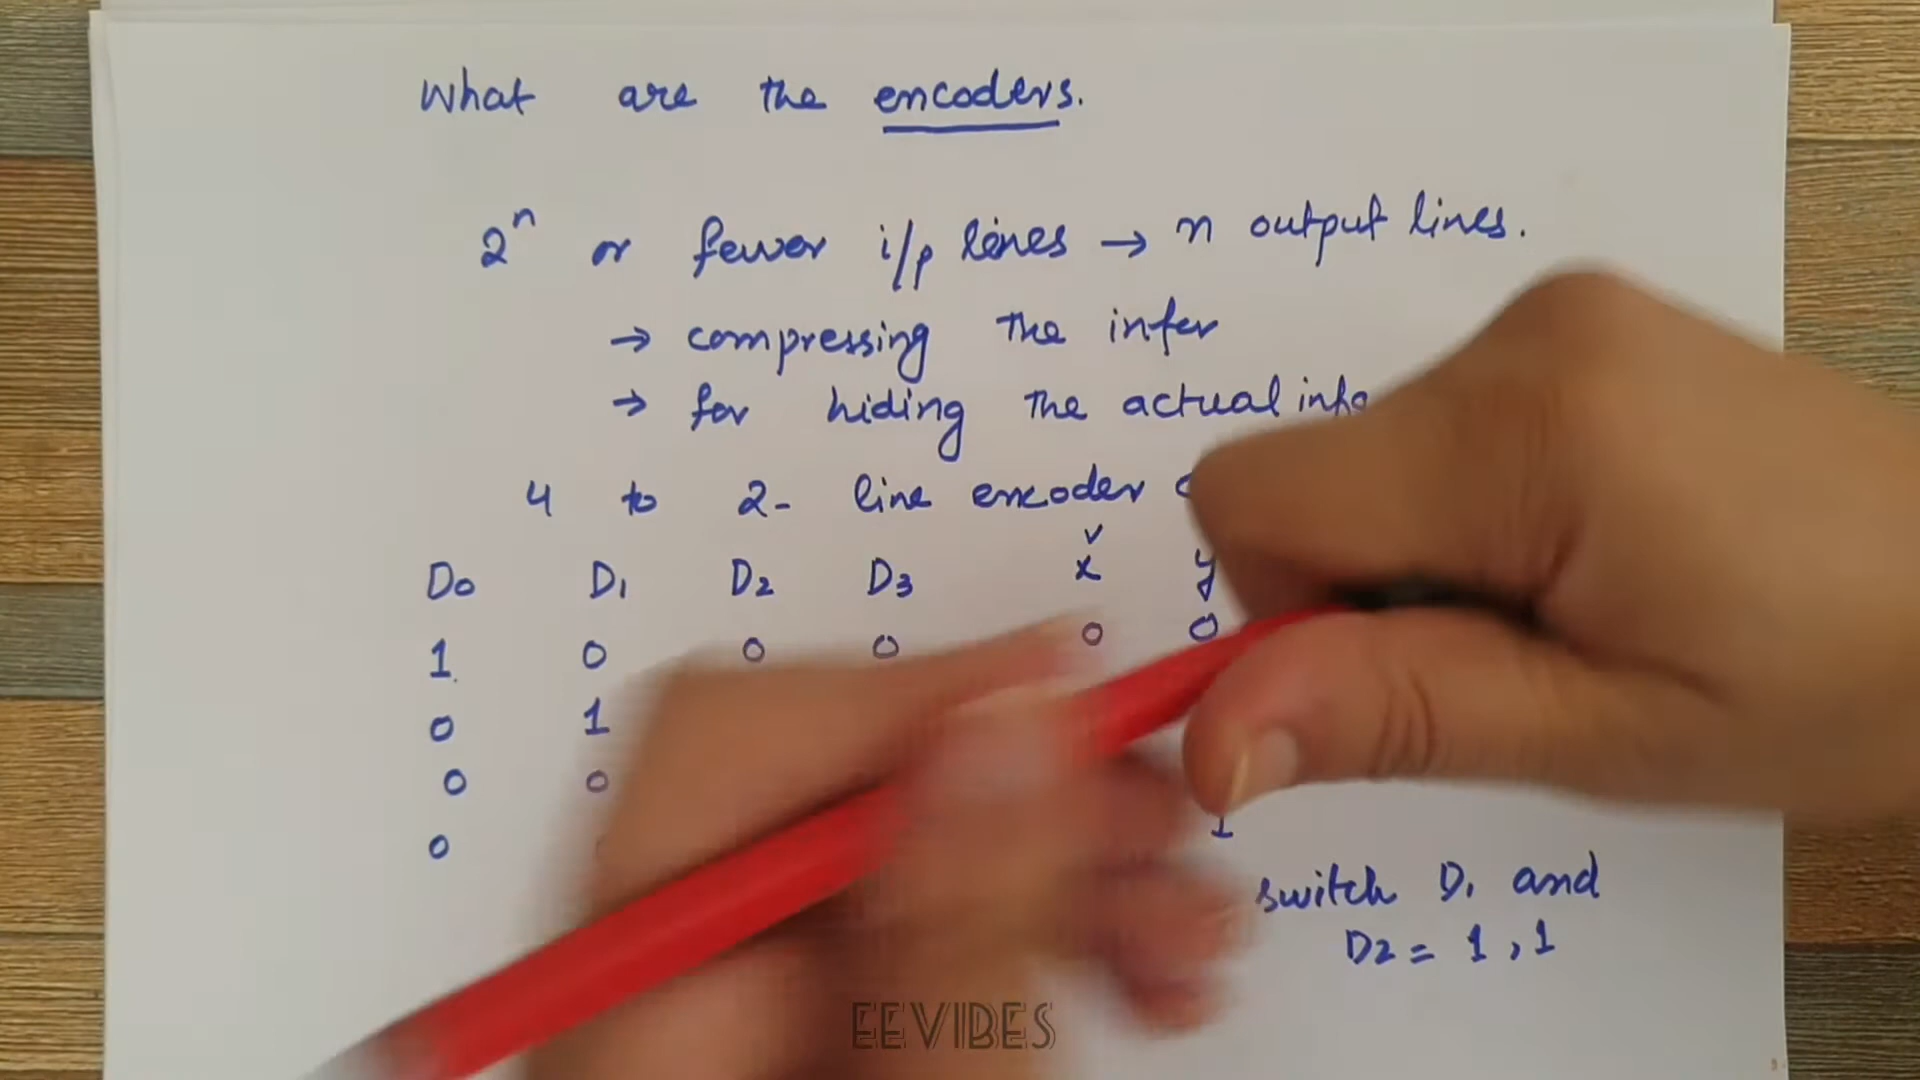 What are the encoders.
2ⁿ or fewer i/p lines → n output lines.
→ compressing the infor
→ for hiding the actual info
4 to 2- line encoder
D0 D1 D2 D3 x y
1 0 0 0 0 0
0 1
0 0
0 1
switch D1 and
D2 = 1, 1
EEVIBES